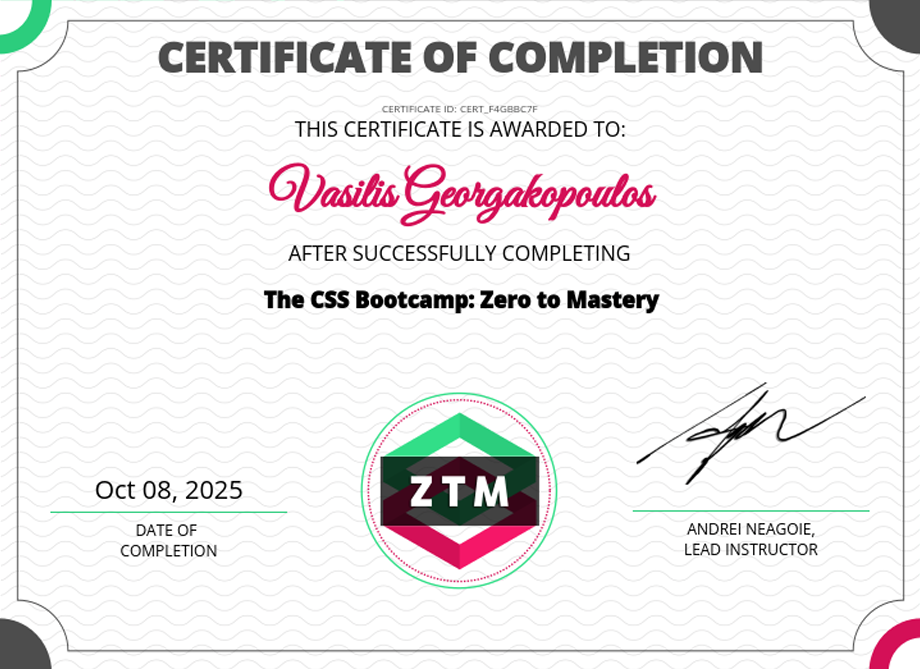 CERTIFICATE OF COMPLETION
CERTIFICATE ID: CERT_F4GBBC7F
THIS CERTIFICATE IS AWARDED TO:
Vasilis Georgakopoulos
AFTER SUCCESSFULLY COMPLETING
The CSS Bootcamp: Zero to Mastery
ZTM
Oct 08, 2025
DATE OF
COMPLETION
ANDREI NEAGOIE,
LEAD INSTRUCTOR